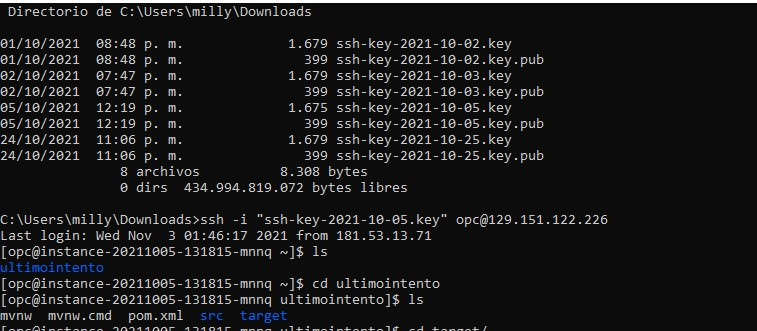 Directorio de C:\Users\milly\Downloads
01/10/2021  08:48 p. m.             1.679 ssh-key-2021-10-02.key
01/10/2021  08:48 p. m.               399 ssh-key-2021-10-02.key.pub
02/10/2021  07:47 p. m.             1.679 ssh-key-2021-10-03.key
02/10/2021  07:47 p. m.               399 ssh-key-2021-10-03.key.pub
05/10/2021  12:19 p. m.             1.675 ssh-key-2021-10-05.key
05/10/2021  12:19 p. m.               399 ssh-key-2021-10-05.key.pub
24/10/2021  11:06 p. m.             1.679 ssh-key-2021-10-25.key
24/10/2021  11:06 p. m.               399 ssh-key-2021-10-25.key.pub
               8 archivos          8.308 bytes
               0 dirs  434.994.819.072 bytes libres
C:\Users\milly\Downloads>ssh -i "ssh-key-2021-10-05.key" opc@129.151.122.226
Last login: Wed Nov  3 01:46:17 2021 from 181.53.13.71
[opc@instance-20211005-131815-mnnq ~]$ ls
ultimointento
[opc@instance-20211005-131815-mnnq ~]$ cd ultimointento
[opc@instance-20211005-131815-mnnq ultimointento]$ ls
mvnw  mvnw.cmd  pom.xml  src  target
[opc@instance-20211005-131815-mnnq ultimointento]$ cd target/